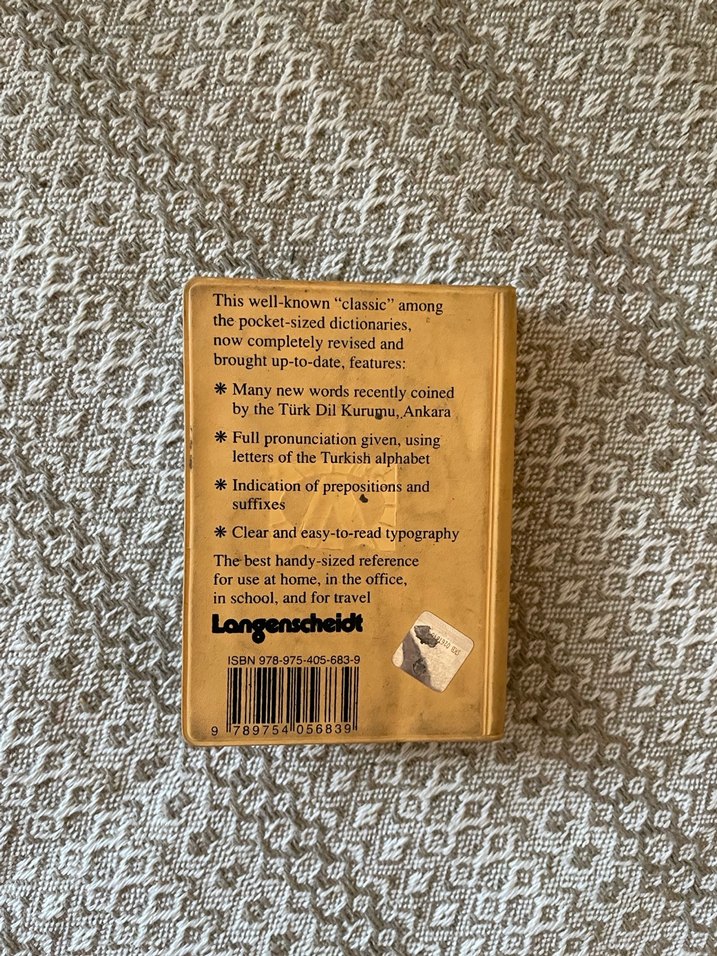 This well-known “classic” among
the pocket-sized dictionaries,
now completely revised and
brought up-to-date, features:
* Many new words recently coined
by the Türk Dil Kurumu, Ankara
* Full pronunciation given, using
letters of the Turkish alphabet
* Indication of prepositions and
suffixes
* Clear and easy-to-read typography
The best handy-sized reference
for use at home, in the office,
in school, and for travel
Langenscheidt
ISBN 978-975-405-683-9
9 789754 056839